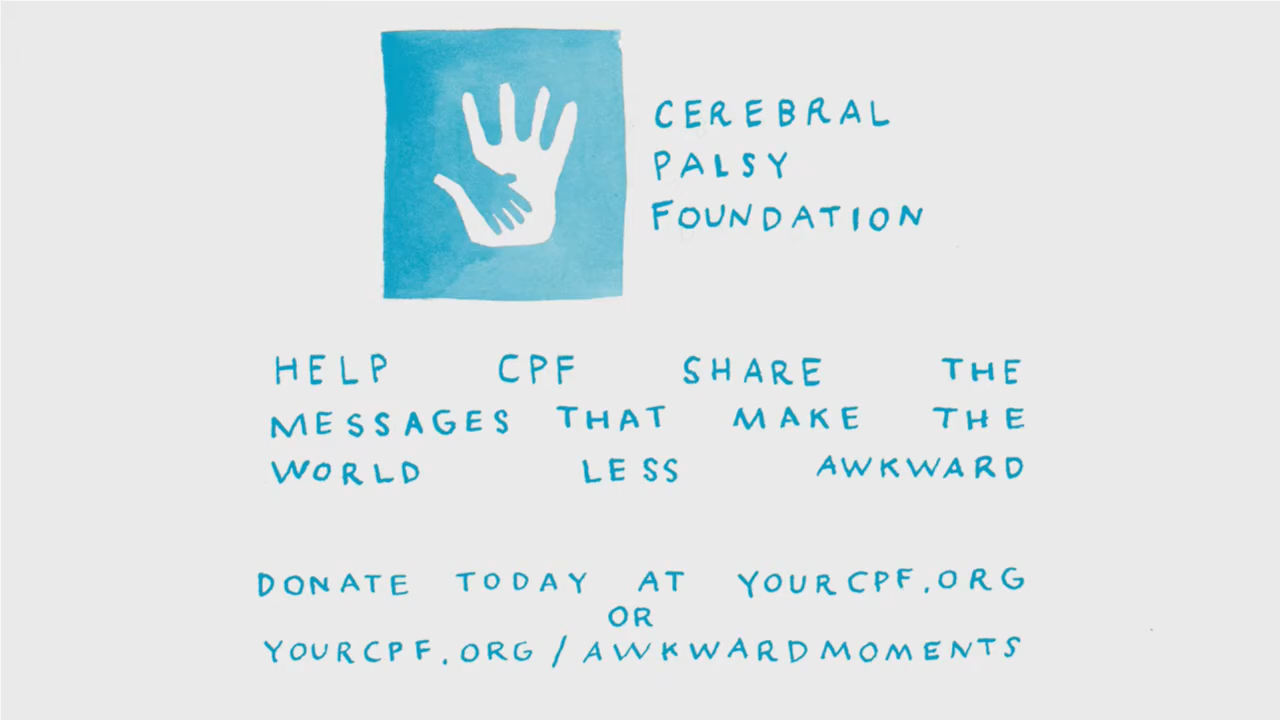 CEREBRAL
PALSY
FOUNDATION
HELP CPF SHARE THE
MESSAGES THAT MAKE THE
WORLD LESS AWKWARD
DONATE TODAY AT YOURCPF.ORG
OR
YOURCPF.ORG/AWKWARDMOMENTS